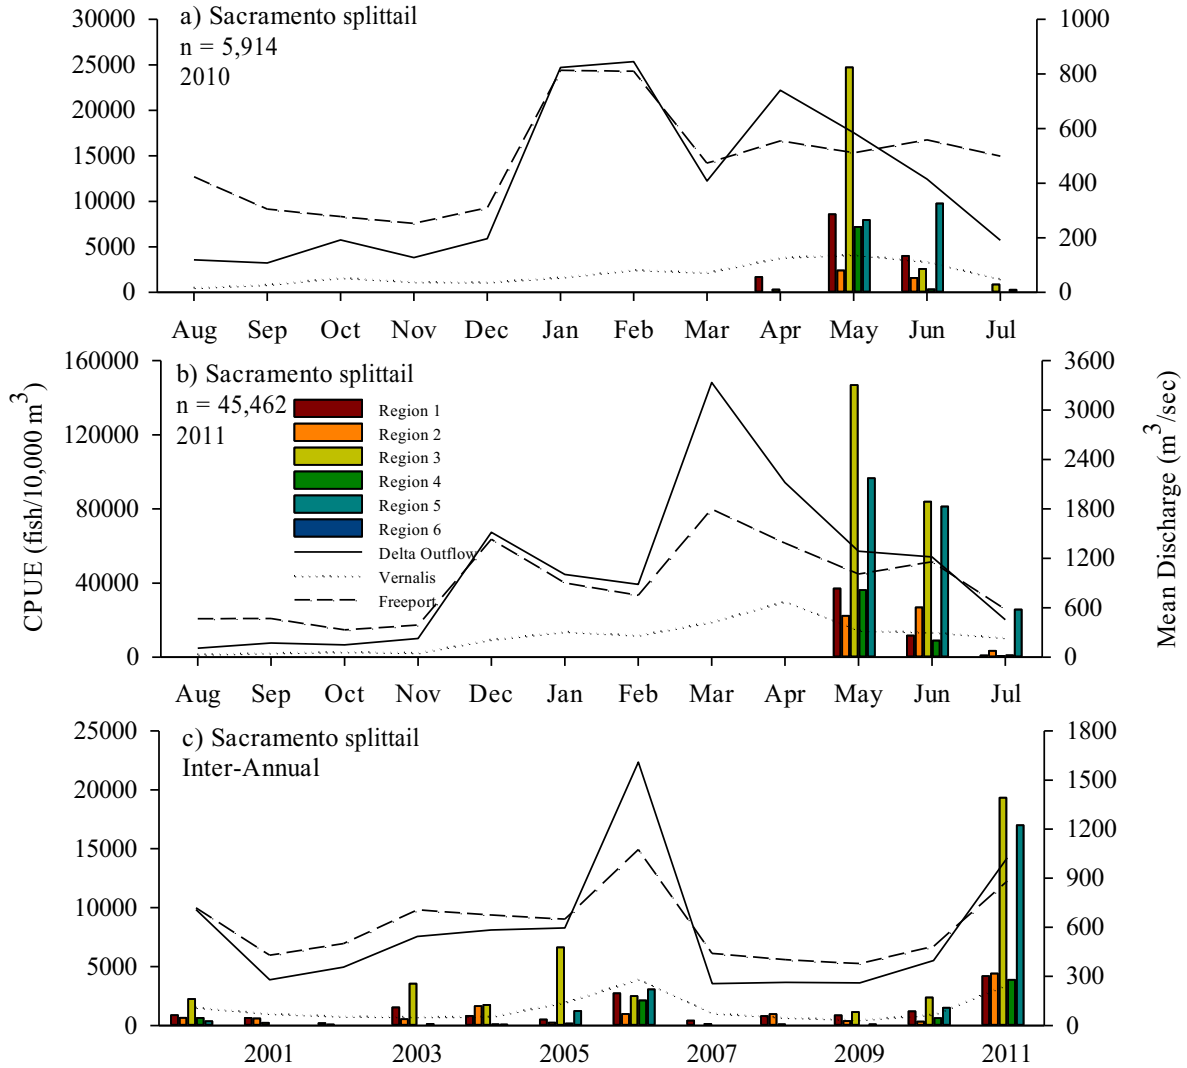 a) Sacramento splittail
n = 5,914
2010
30000
25000
20000
15000
10000
5000
0
1000
800
600
400
200
0
Aug Sep Oct Nov Dec Jan Feb Mar Apr May Jun Jul
b) Sacramento splittail
n = 45,462
2011
160000
120000
80000
40000
0
3600
3000
2400
1800
1200
600
0
Region 1
Region 2
Region 3
Region 4
Region 5
Region 6
Delta Outflow
Vernalis
Freeport
CPUE (fish/10,000 m³)
Mean Discharge (m³/sec)
Aug Sep Oct Nov Dec Jan Feb Mar Apr May Jun Jul
c) Sacramento splittail
Inter-Annual
25000
20000
15000
10000
5000
0
1800
1500
1200
900
600
300
0
2001 2003 2005 2007 2009 2011